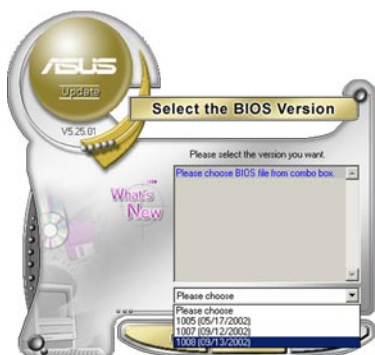 ASUS
Update
V5.25.01
Select the BIOS Version
Please select the version you want.
Please choose BIOS file from combo box.
What's
New
Please choose
Please choose
1005 (05/17/2002)
1007 (09/12/2002)
1008 (09/13/2002)